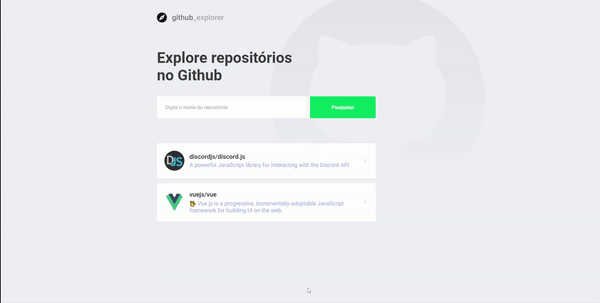 github_explorer
Explore repositórios
no Github
Digite o nome do repositório
Pesquisar
discordjs/discord.js
A powerful JavaScript library for interacting with the Discord API
vuejs/vue
🖖 Vue.js is a progressive, incrementally-adoptable JavaScript
framework for building UI on the web.